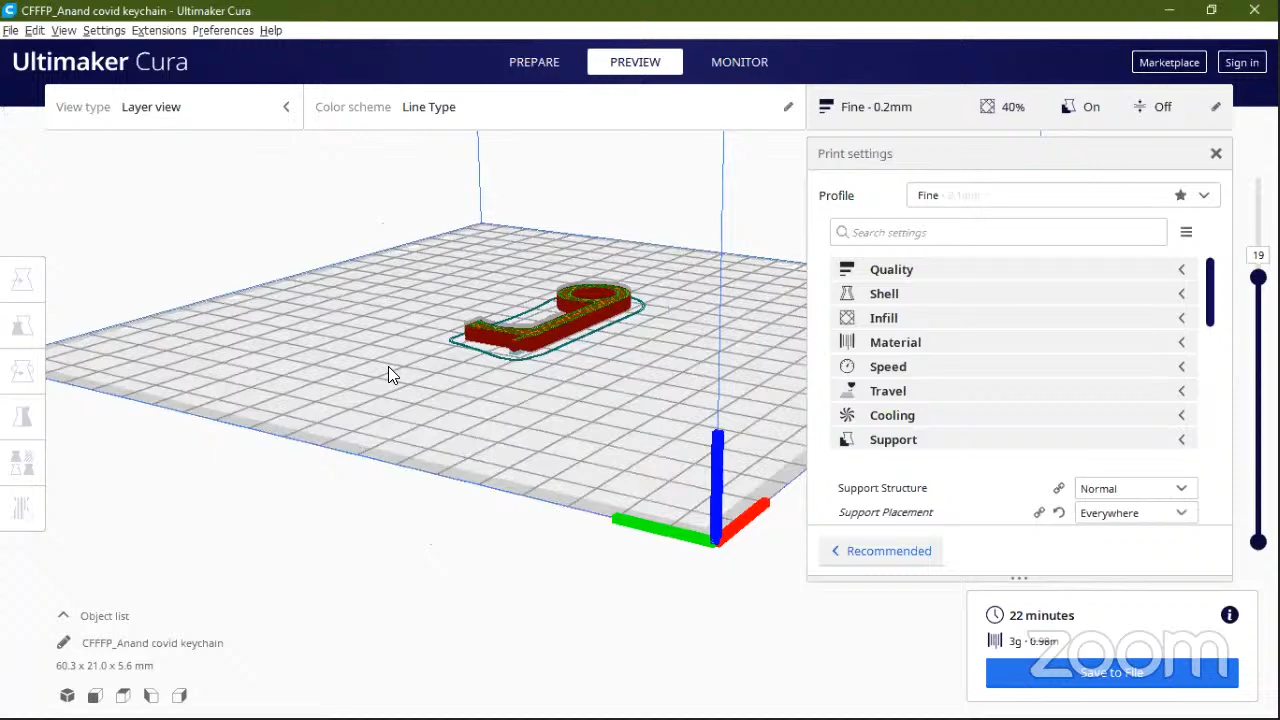 CFFFP_Anand covid keychain - Ultimaker Cura
File Edit View Settings Extensions Preferences Help
Ultimaker Cura
PREPARE
PREVIEW
MONITOR
Marketplace
Sign in
View type Layer view
Color scheme Line Type
Fine - 0.2mm
40%
On
Off
Print settings
Profile
Fine
Search settings
Quality
Shell
Infill
Material
Speed
Travel
Cooling
Support
Support Structure Normal
Support Placement Everywhere
Recommended
19
Object list
CFFFP_Anand covid keychain
60.3 x 21.0 x 5.6 mm
22 minutes
3g · 0.98m
Save to File
zoom